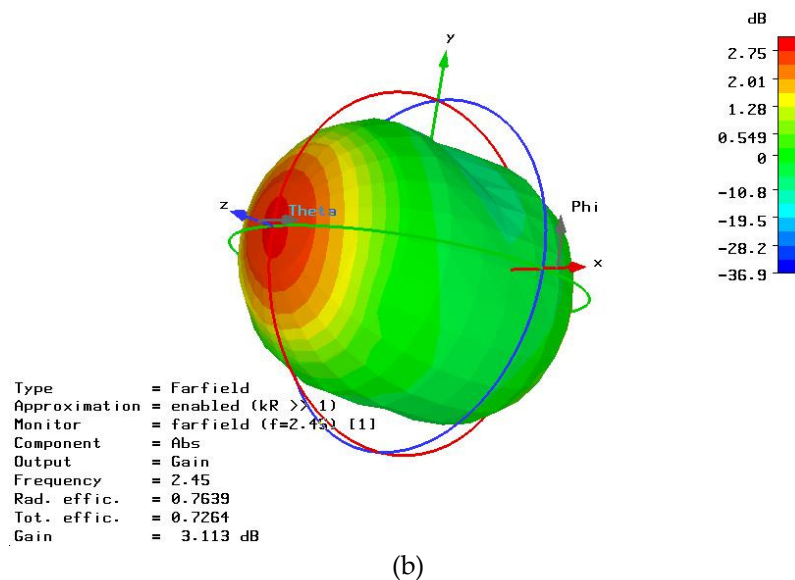 dB
2.75
2.01
1.28
0.549
0
-10.8
-19.5
-28.2
-36.9
y
z
Theta
Phi
x
Type = Farfield
Approximation = enabled (kR >> 1)
Monitor = farfield (f=2.45) [1]
Component = Abs
Output = Gain
Frequency = 2.45
Rad. effic. = 0.7639
Tot. effic. = 0.7264
Gain = 3.113 dB
(b)